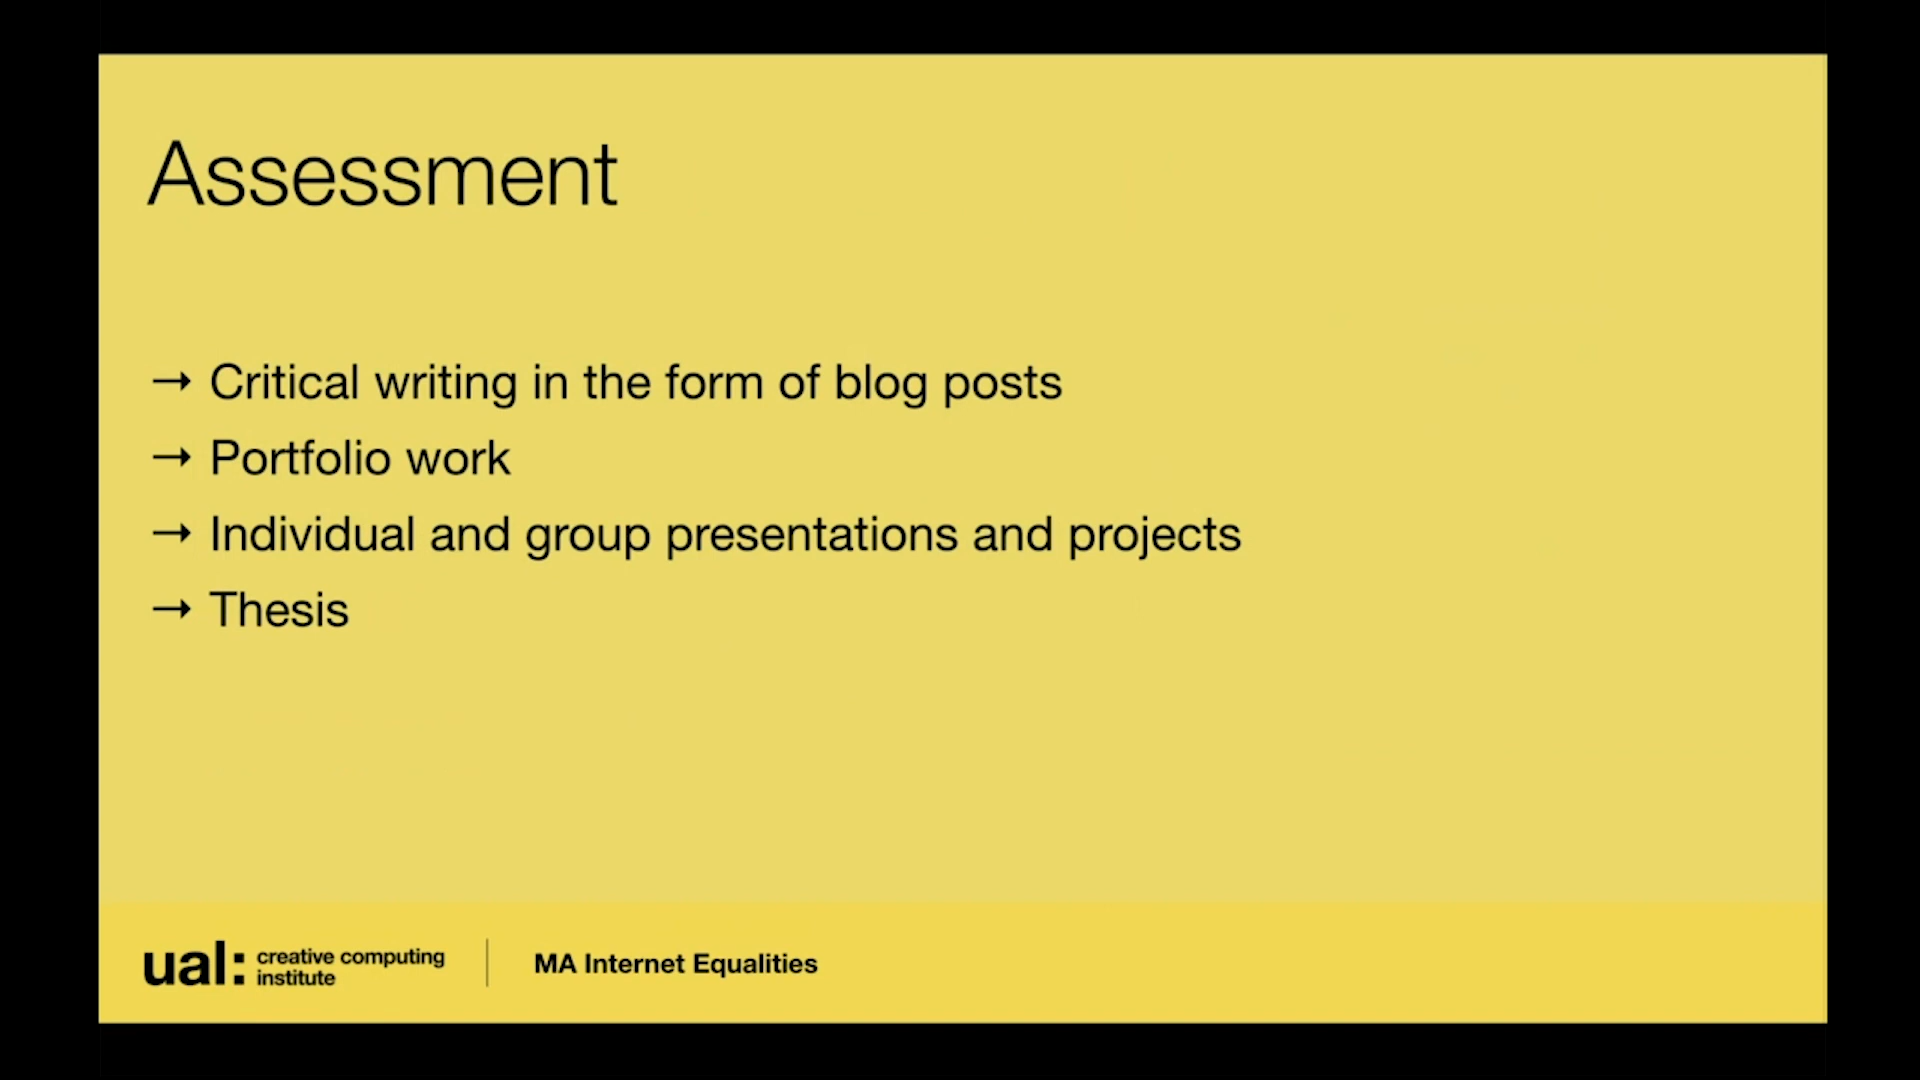 Assessment
→ Critical writing in the form of blog posts
→ Portfolio work
→ Individual and group presentations and projects
→ Thesis
ual: creative computing
institute
MA Internet Equalities